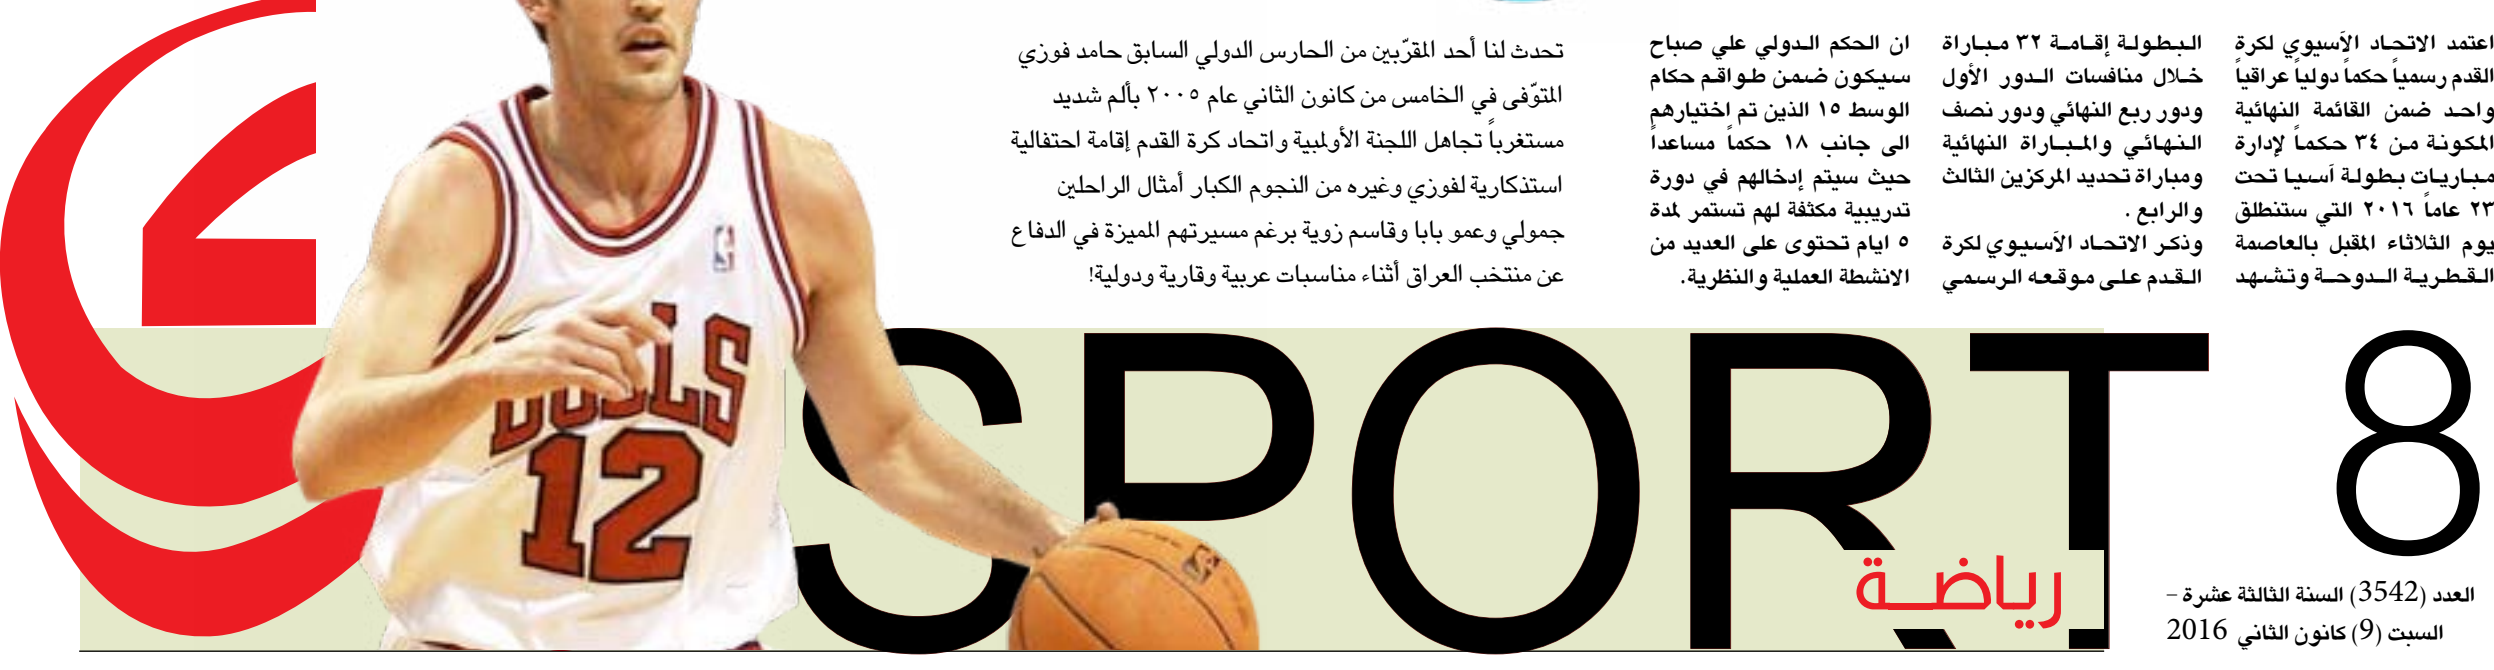 اعتمد الاتحاد الآسيوي لكرة
القدم رسمياً حكماً دولياً عراقياً
واحد ضمن القائمة النهائية
المكونة من ٣٤ حكماً لإدارة
مباريات بطولة آسيا تحت
٢٣ عاماً ٢٠١٦ التي ستنطلق
يوم الثلاثاء المقبل بالعاصمة
القطرية الدوحة وتشهد
البطولة إقامة ٣٢ مباراة
خلال منافسات الدور الأول
ودور ربع النهائي ودور نصف
النهائي والمباراة النهائية
ومباراة تحديد المركزين الثالث
والرابع .
وذكر الاتحاد الآسيوي لكرة
القدم على موقعه الرسمي
ان الحكم الدولي علي صباح
سيكون ضمن طواقم حكام
الوسط ١٥ الذين تم اختيارهم
الى جانب ١٨ حكماً مساعداً
حيث سيتم إدخالهم في دورة
تدريبية مكثفة لهم تستمر لمدة
٥ ايام تحتوى على العديد من
الانشطة العملية والنظرية.
تحدث لنا أحد المقرّبين من الحارس الدولي السابق حامد فوزي
المتوّفى في الخامس من كانون الثاني عام ٢٠٠٥ بألم شديد
مستغرباً تجاهل اللجنة الأولمبية واتحاد كرة القدم إقامة احتفالية
استذكارية لفوزي وغيره من النجوم الكبار أمثال الراحلين
جمولي وعمو بابا وقاسم زوية برغم مسيرتهم المميزة في الدفاع
عن منتخب العراق أثناء مناسبات عربية وقارية ودولية!
8
SPORT
رياضة
العدد (3542) السنة الثالثة عشرة –
السبت (9) كانون الثاني 2016
BULLS
12